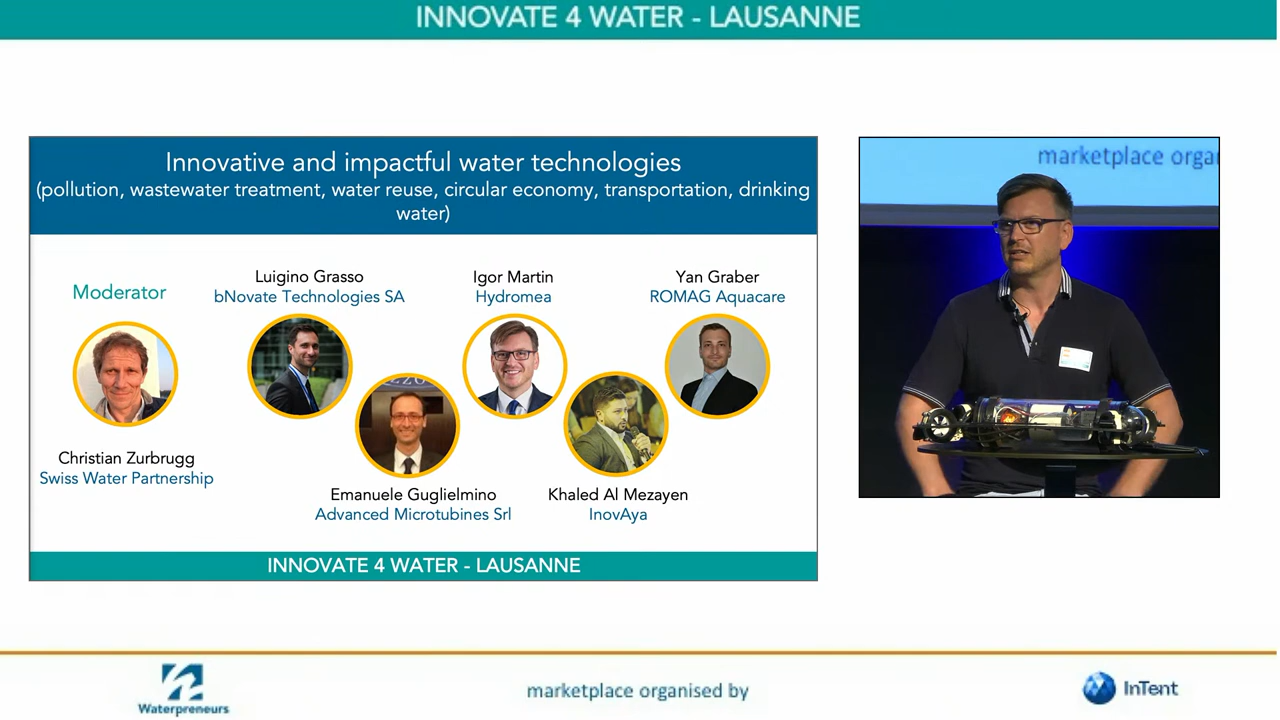 INNOVATE 4 WATER - LAUSANNE
Innovative and impactful water technologies
(pollution, wastewater treatment, water reuse, circular economy, transportation, drinking
water)
Moderator
Christian Zurbrugg
Swiss Water Partnership
Luigino Grasso
bNovate Technologies SA
Emanuele Guglielmino
Advanced Microtubines Srl
Igor Martin
Hydromea
Khaled Al Mezayen
InovAya
Yan Graber
ROMAG Aquacare
INNOVATE 4 WATER - LAUSANNE
marketplace orga
Waterpreneurs
marketplace organised by
InTent